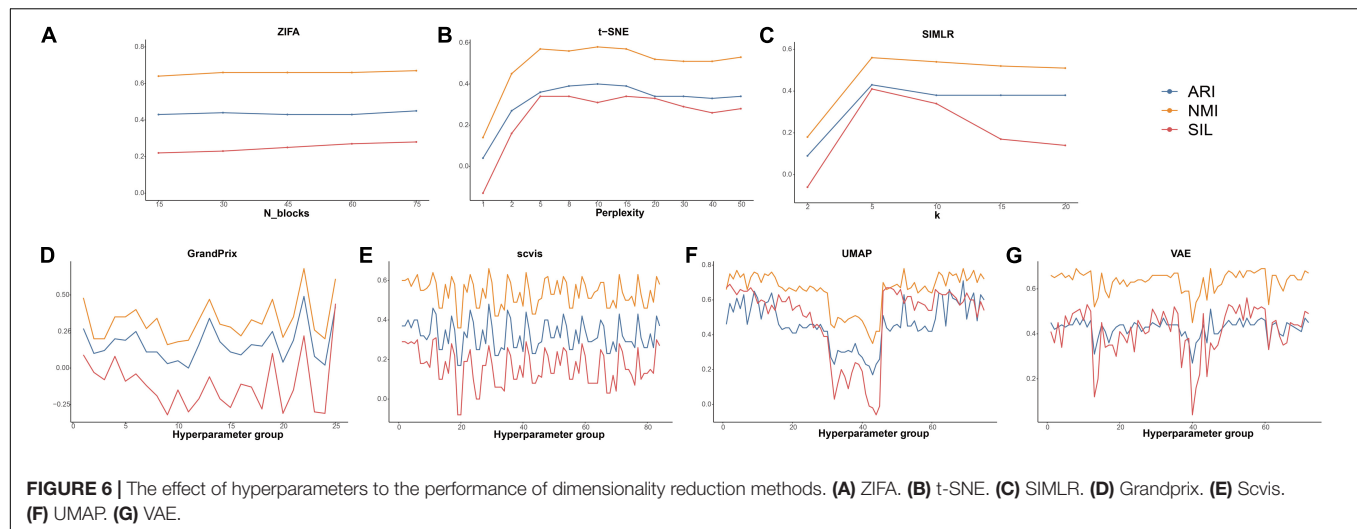 A
ZIFA
0.8
0.6
0.4
0.2
0.0
15 30 45 60 75
N_blocks
B
t−SNE
0.6
0.4
0.2
0.0
1 2 5 8 10 15 20 30 40 50
Perplexity
C
SIMLR
0.6
0.4
0.2
0.0
2 5 10 15 20
k
ARI
NMI
SIL
D
GrandPrix
0.50
0.25
0.00
−0.25
0 5 10 15 20 25
Hyperparameter group
E
scvis
0.6
0.4
0.2
0.0
0 20 40 60 80
Hyperparameter group
F
UMAP
0.8
0.6
0.4
0.2
0.0
0 20 40 60
Hyperparameter group
G
VAE
0.8
0.6
0.4
0.2
0 20 40 60
Hyperparameter group
FIGURE 6 | The effect of hyperparameters to the performance of dimensionality reduction methods. (A) ZIFA. (B) t-SNE. (C) SIMLR. (D) Grandprix. (E) Scvis.
(F) UMAP. (G) VAE.